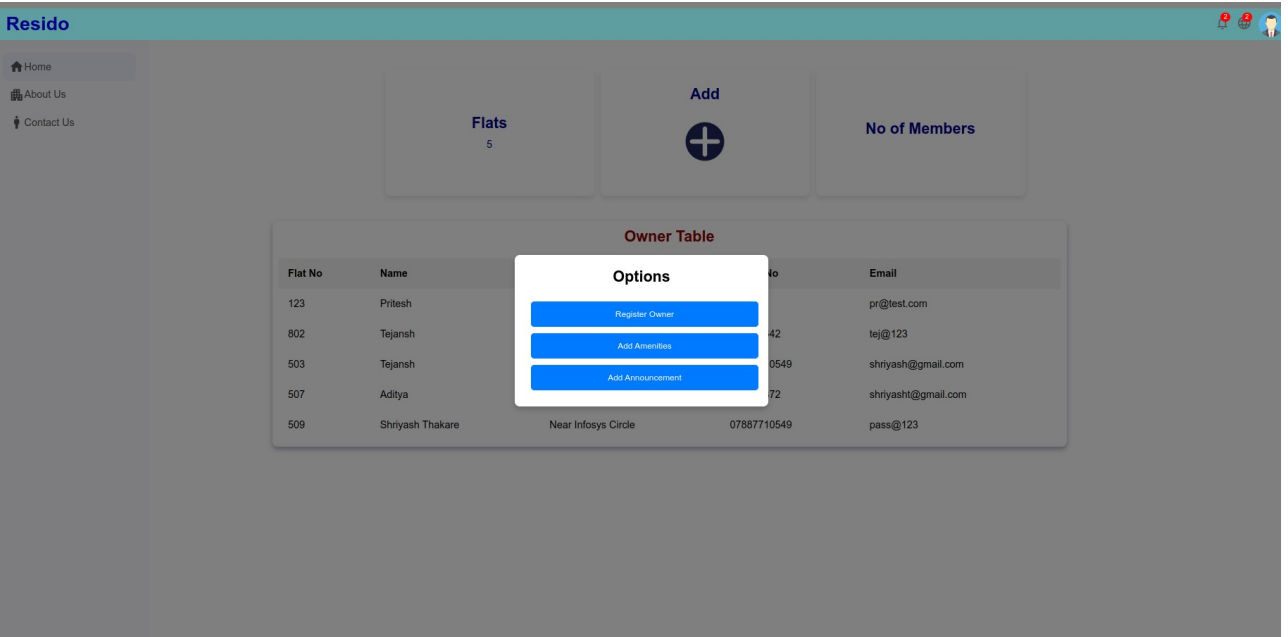 Resido
2 2
Home
About Us
Contact Us
Flats
5
Add
No of Members
Owner Table
Flat No Name Email
123 Pritesh pr@test.com
802 Tejansh tej@123
503 Tejansh shriyash@gmail.com
507 Aditya shriyasht@gmail.com
509 Shriyash Thakare Near Infosys Circle 07887710549 pass@123
Options
Register Owner
Add Amenities
Add Announcement